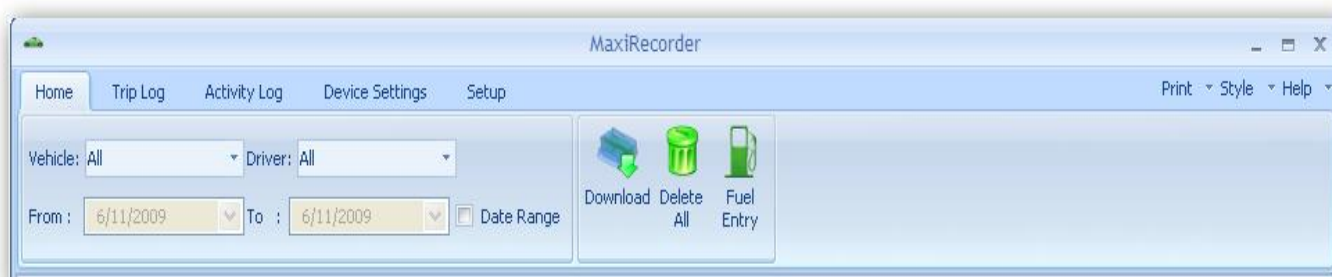 MaxiRecorder
Home Trip Log Activity Log Device Settings Setup Print Style Help
Vehicle: All Driver: All
Download Delete All Fuel Entry
From : 6/11/2009 To : 6/11/2009 Date Range